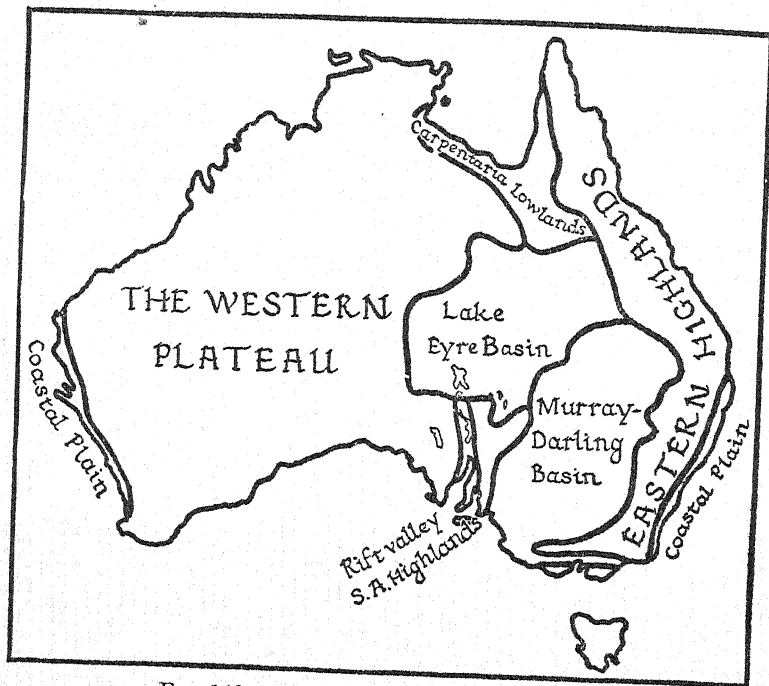 Carpentaria Lowlands
EASTERN HIGHLANDS
THE WESTERN
PLATEAU
Lake
Eyre Basin
Coastal Plain
Murray-
Darling
Basin
Coastal Plain
Rift valley
S.A. Highlands